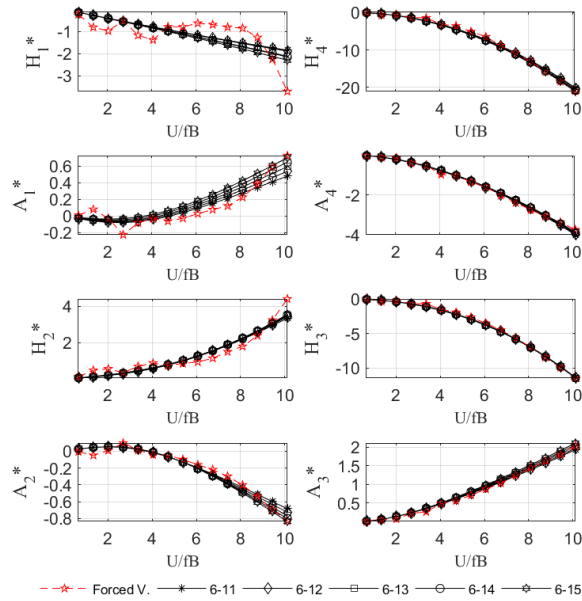 H₁*
-1
-2
-3
2 4 6 8 10
U/fB
H₄*
0
-10
-20
2 4 6 8 10
U/fB
A₁*
0.6
0.4
0.2
0
-0.2
2 4 6 8 10
U/fB
A₄*
0
-2
-4
2 4 6 8 10
U/fB
H₂*
4
2
2 4 6 8 10
U/fB
H₃*
0
-5
-10
2 4 6 8 10
U/fB
A₂*
0
-0.2
-0.4
-0.6
-0.8
2 4 6 8 10
U/fB
A₃*
2
1.5
1
0.5
2 4 6 8 10
U/fB
Forced V. 6-11 6-12 6-13 6-14 6-15